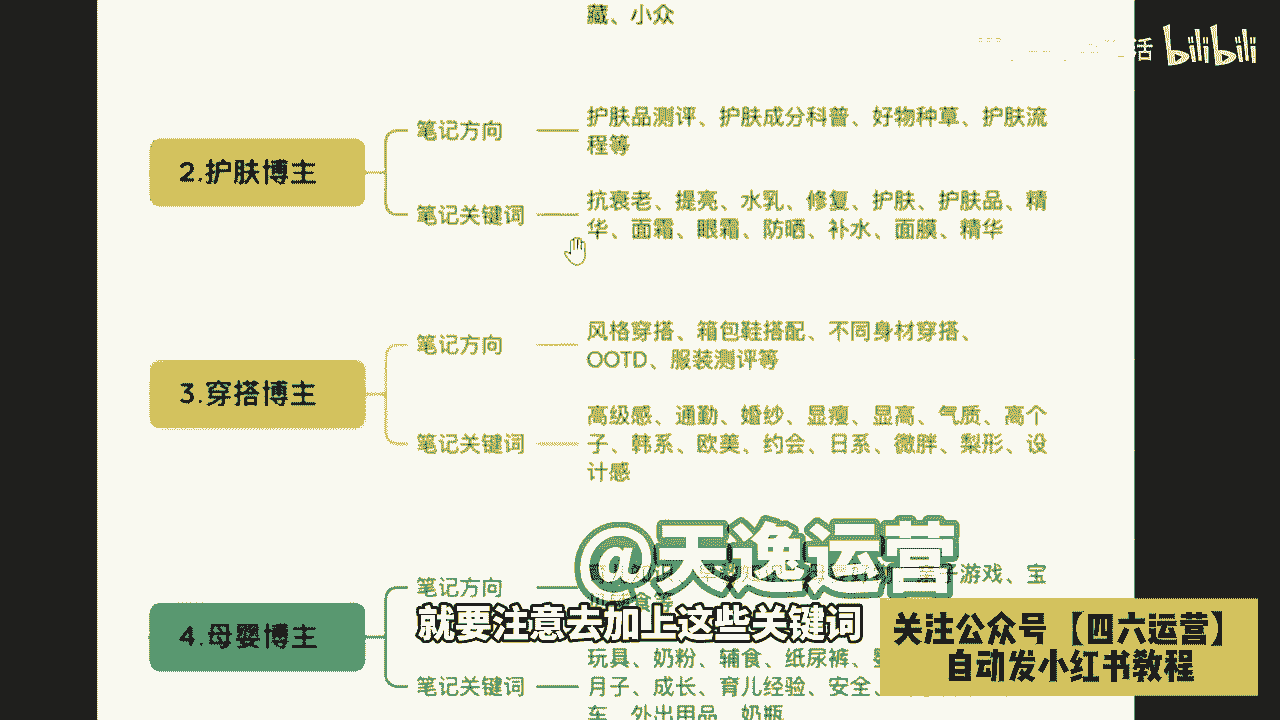 藏、小众
活 bilibili
2.护肤博主
笔记方向
护肤品测评、护肤成分科普、好物种草、护肤流
程等
笔记关键词
抗衰老、提亮、水乳、修复、护肤、护肤品、精
华、面霜、眼霜、防晒、补水、面膜、精华
3.穿搭博主
笔记方向
风格穿搭、箱包鞋搭配、不同身材穿搭、
OOTD、服装测评等
笔记关键词
高级感、通勤、婚纱、显瘦、显高、气质、高个
子、韩系、欧美、约会、日系、微胖、梨形、设
计感
@天逸运营
4.母婴博主
笔记方向
子游戏、宝
就要注意去加上这些关键词
笔记关键词
玩具、奶粉、辅食、纸尿裤、
月子、成长、育儿经验、安全、
车、外出用品、奶瓶
关注公众号【四六运营】
自动发小红书教程